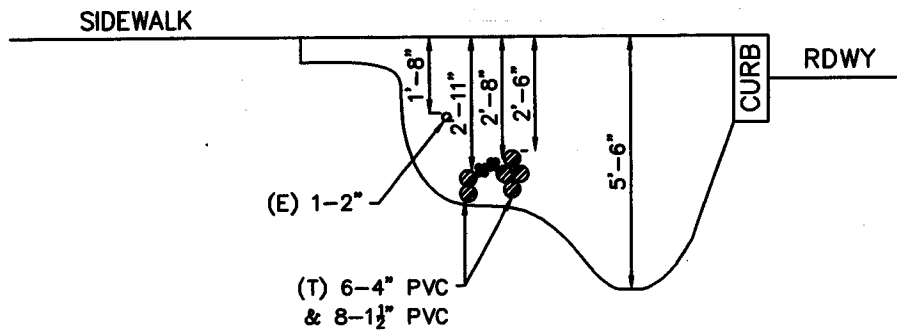 SIDEWALK
CURB
RDWY
1'-8"
2'-11"
2'-8"
2'-6"
5'-6"
(E) 1-2"
(T) 6-4" PVC
& 8-1½" PVC